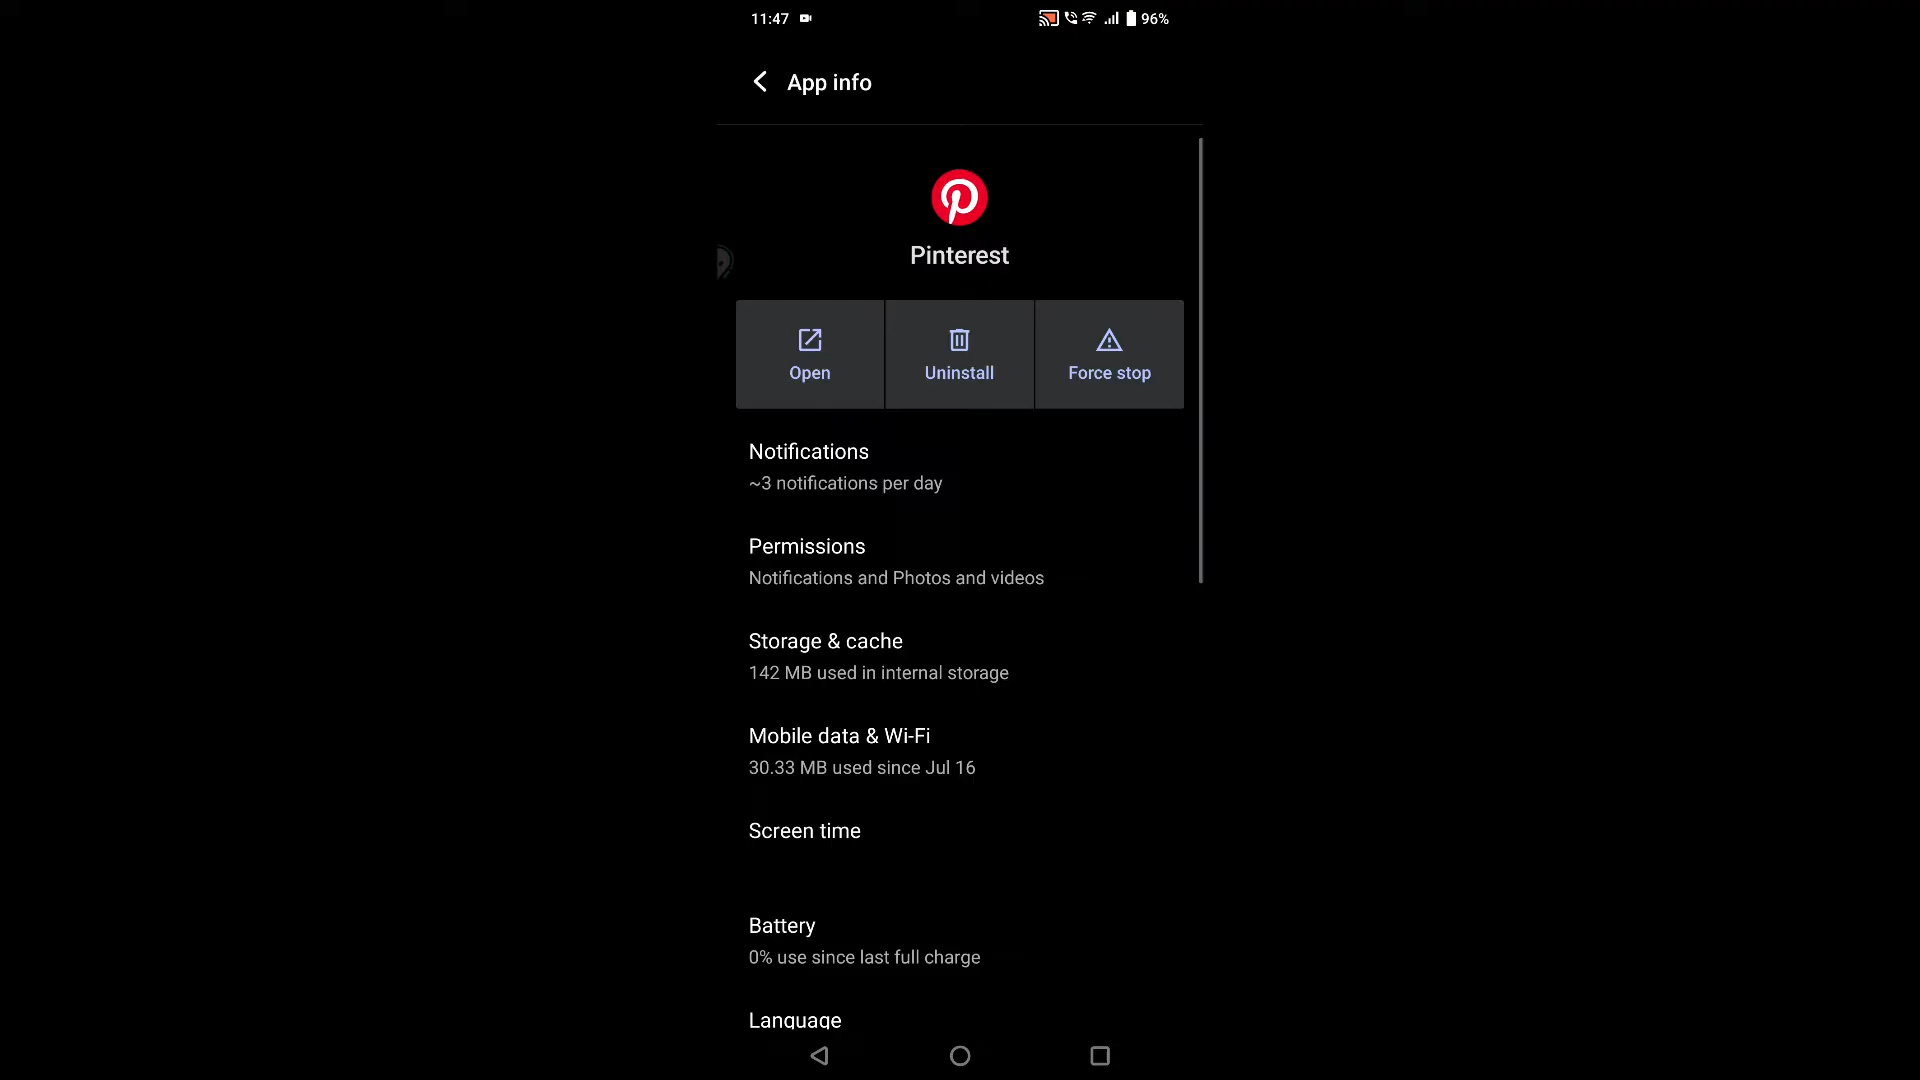 11:47
96%
App info
Pinterest
Open
Uninstall
Force stop
Notifications
~3 notifications per day
Permissions
Notifications and Photos and videos
Storage & cache
142 MB used in internal storage
Mobile data & Wi-Fi
30.33 MB used since Jul 16
Screen time
Battery
0% use since last full charge
Language